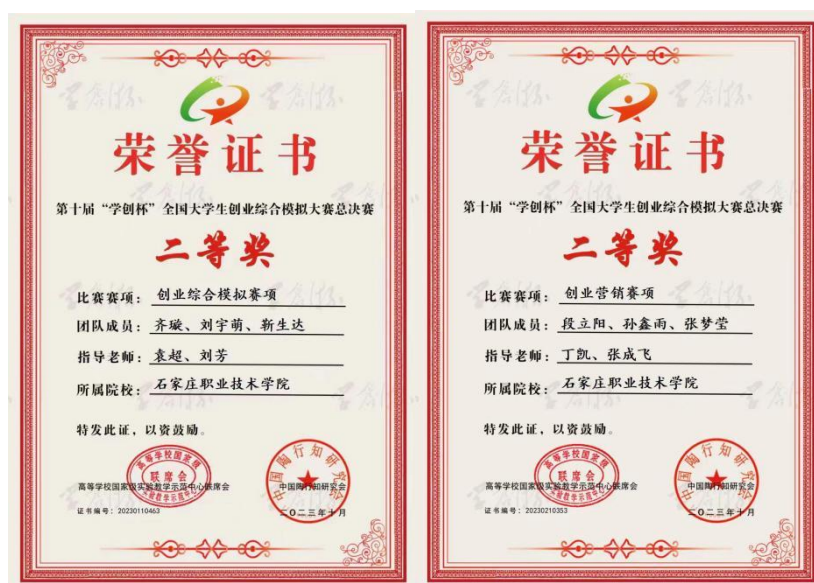 荣誉证书
第十届“学创杯”全国大学生创业综合模拟大赛总决赛
二等奖
比赛赛项：创业综合模拟赛项
团队成员：齐璇、刘宇萌、靳生达
指导老师：袁超、刘芳
所属院校：石家庄职业技术学院
特发此证，以资鼓励。
高等学校国家级实验教学示范中心联席会
中国陶行知研究会
证书编号：20230110463
二〇二三年十月
荣誉证书
第十届“学创杯”全国大学生创业综合模拟大赛总决赛
二等奖
比赛赛项：创业营销赛项
团队成员：段立阳、孙鑫雨、张梦莹
指导老师：丁凯、张成飞
所属院校：石家庄职业技术学院
特发此证，以资鼓励。
高等学校国家级实验教学示范中心联席会
中国陶行知研究会
证书编号：20230210353
二〇二三年十月